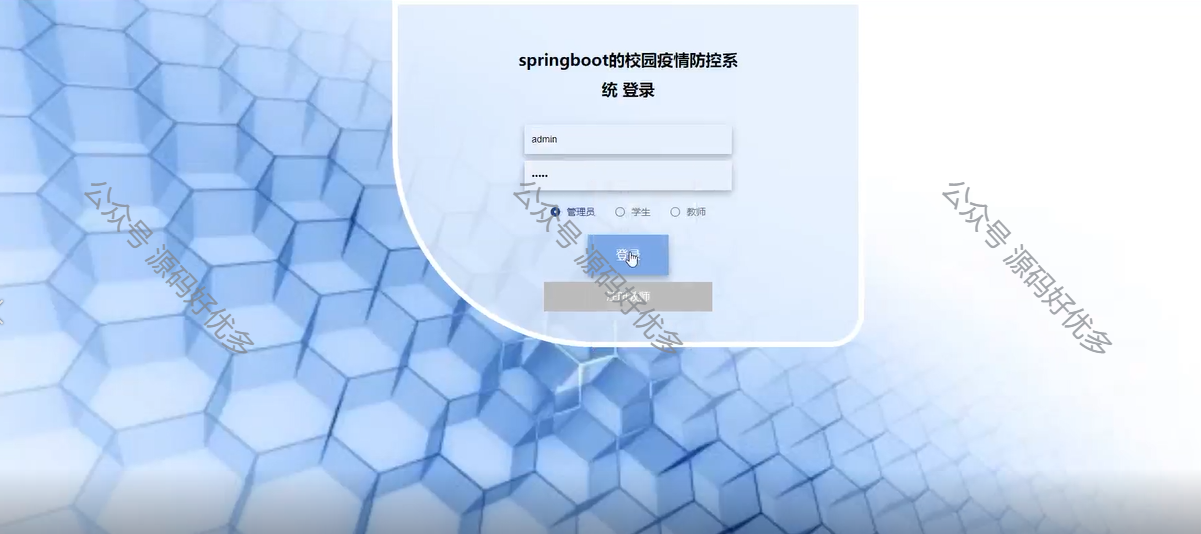 springboot的校园疫情防控系
统 登录
admin
•••••
管理员 学生 教师
登录
注册教师
公众号 源码好优多
公众号 源码好优多
公众号 源码好优多